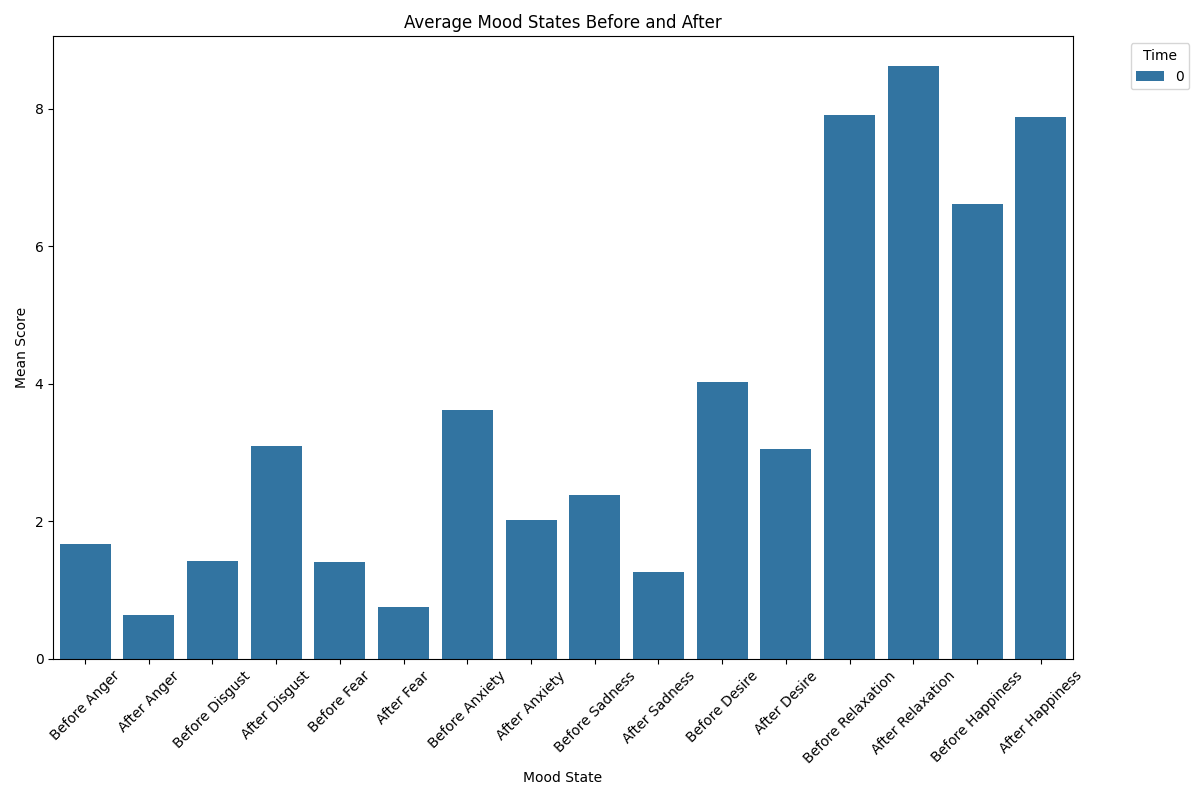 Average Mood States Before and After
Time
0
Mean Score
8
6
4
2
0
Before Anger
After Anger
Before Disgust
After Disgust
Before Fear
After Fear
Before Anxiety
After Anxiety
Before Sadness
After Sadness
Before Desire
After Desire
Before Relaxation
After Relaxation
Before Happiness
After Happiness
Mood State